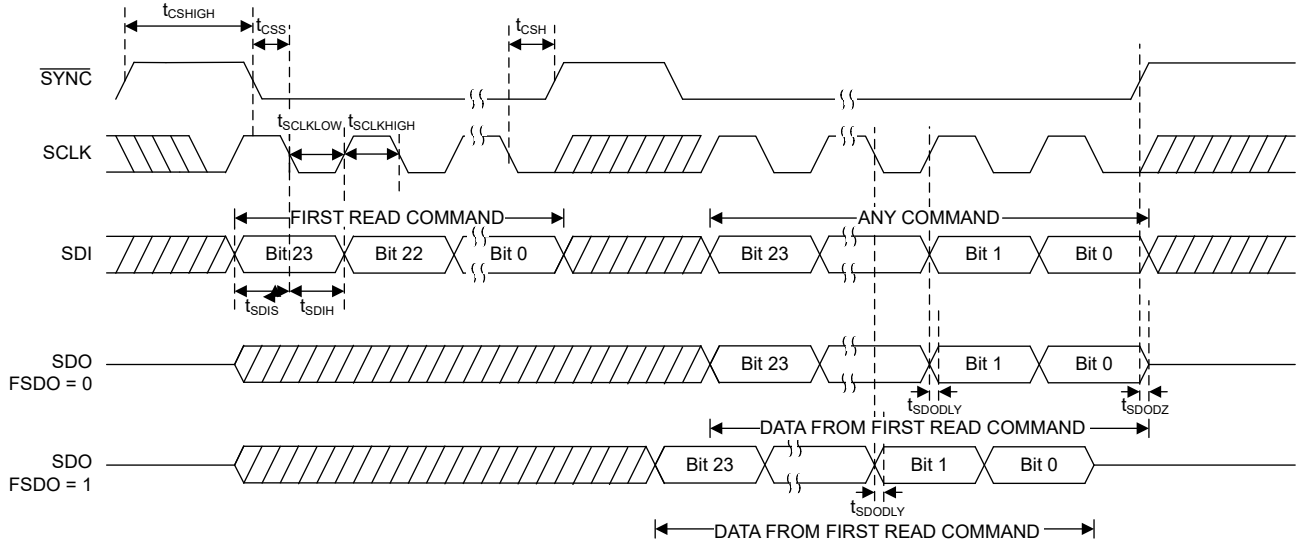 tCSHIGH
tCSS
tCSH
SYNC
tSCLKLOW
tSCLKHIGH
SCLK
FIRST READ COMMAND
ANY COMMAND
SDI
Bit 23
Bit 22
Bit 0
Bit 23
Bit 1
Bit 0
tSDIS
tSDIH
SDO
FSDO = 0
Bit 23
Bit 1
Bit 0
tSDODLY
tSDODZ
DATA FROM FIRST READ COMMAND
SDO
FSDO = 1
Bit 23
Bit 1
Bit 0
tSDODLY
DATA FROM FIRST READ COMMAND